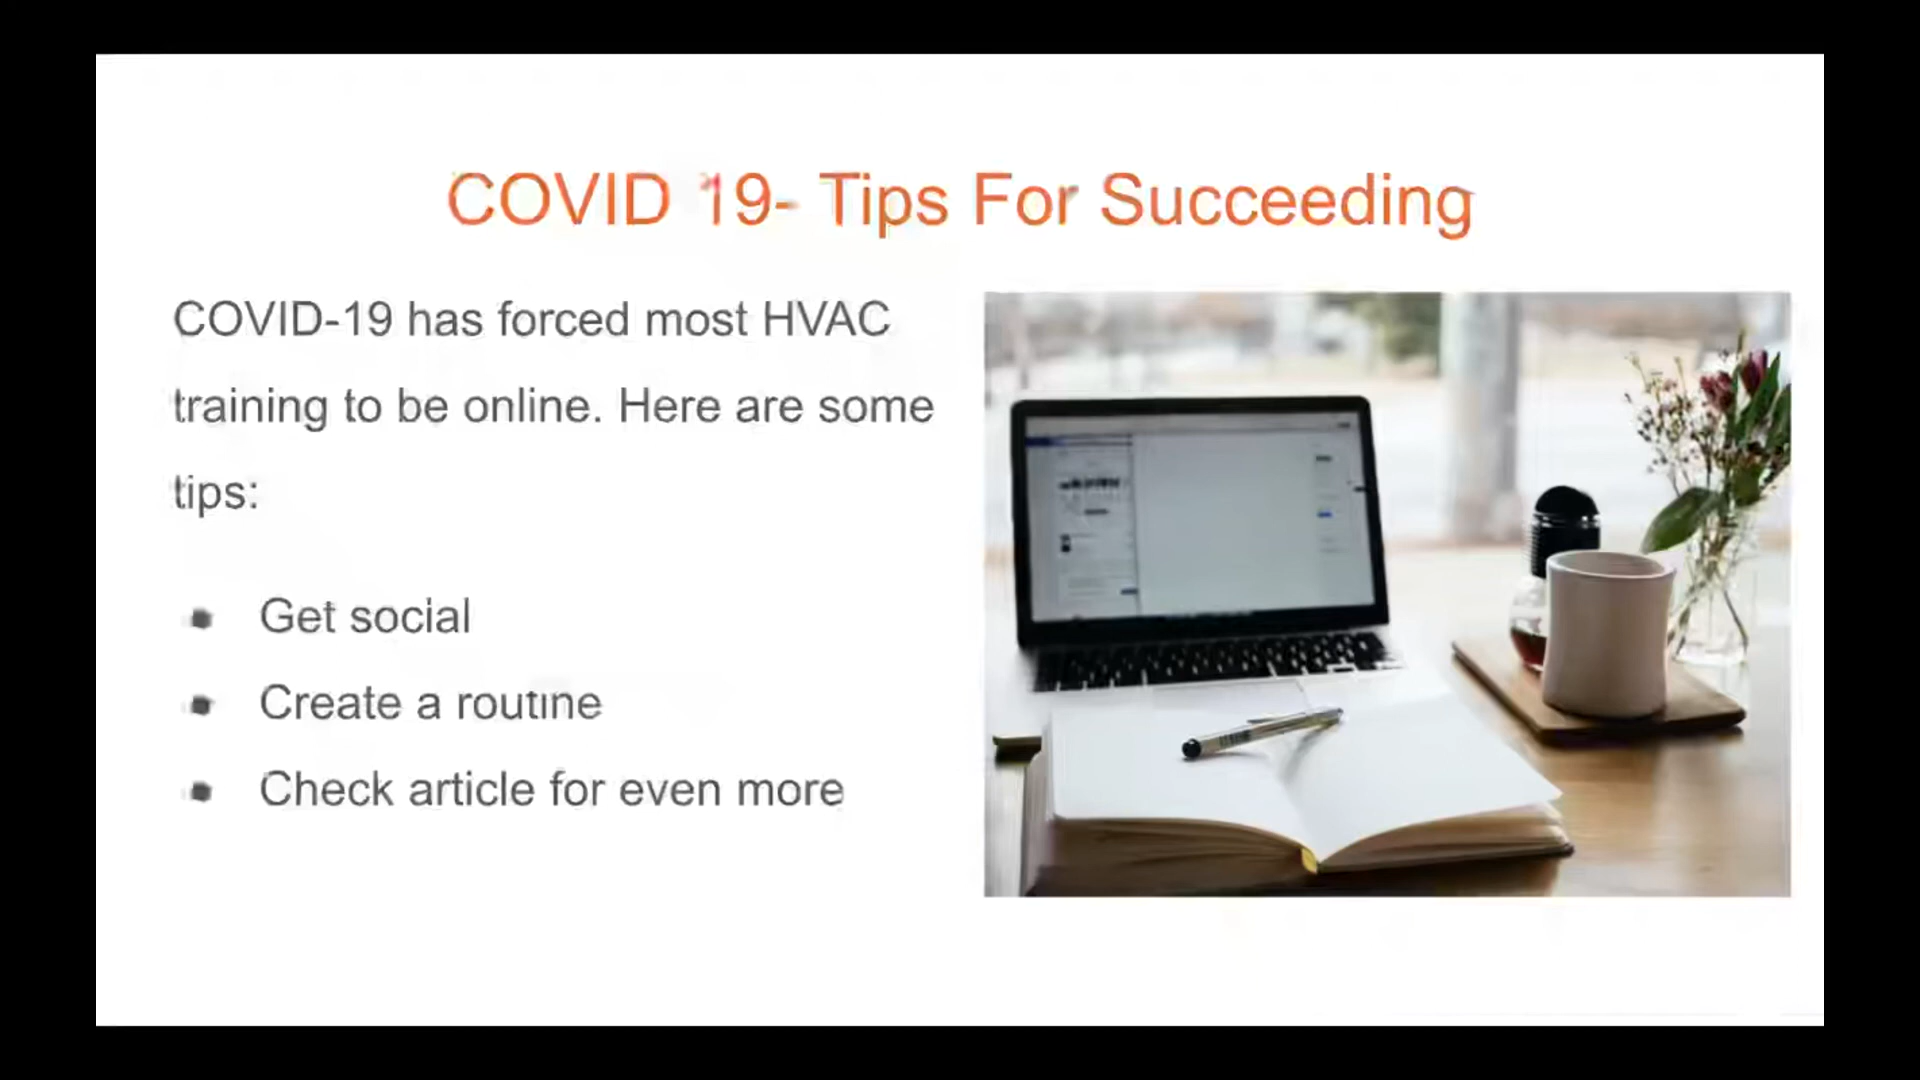 COVID 19- Tips For Succeeding
COVID-19 has forced most HVAC
training to be online. Here are some
tips:
Get social
Create a routine
Check article for even more